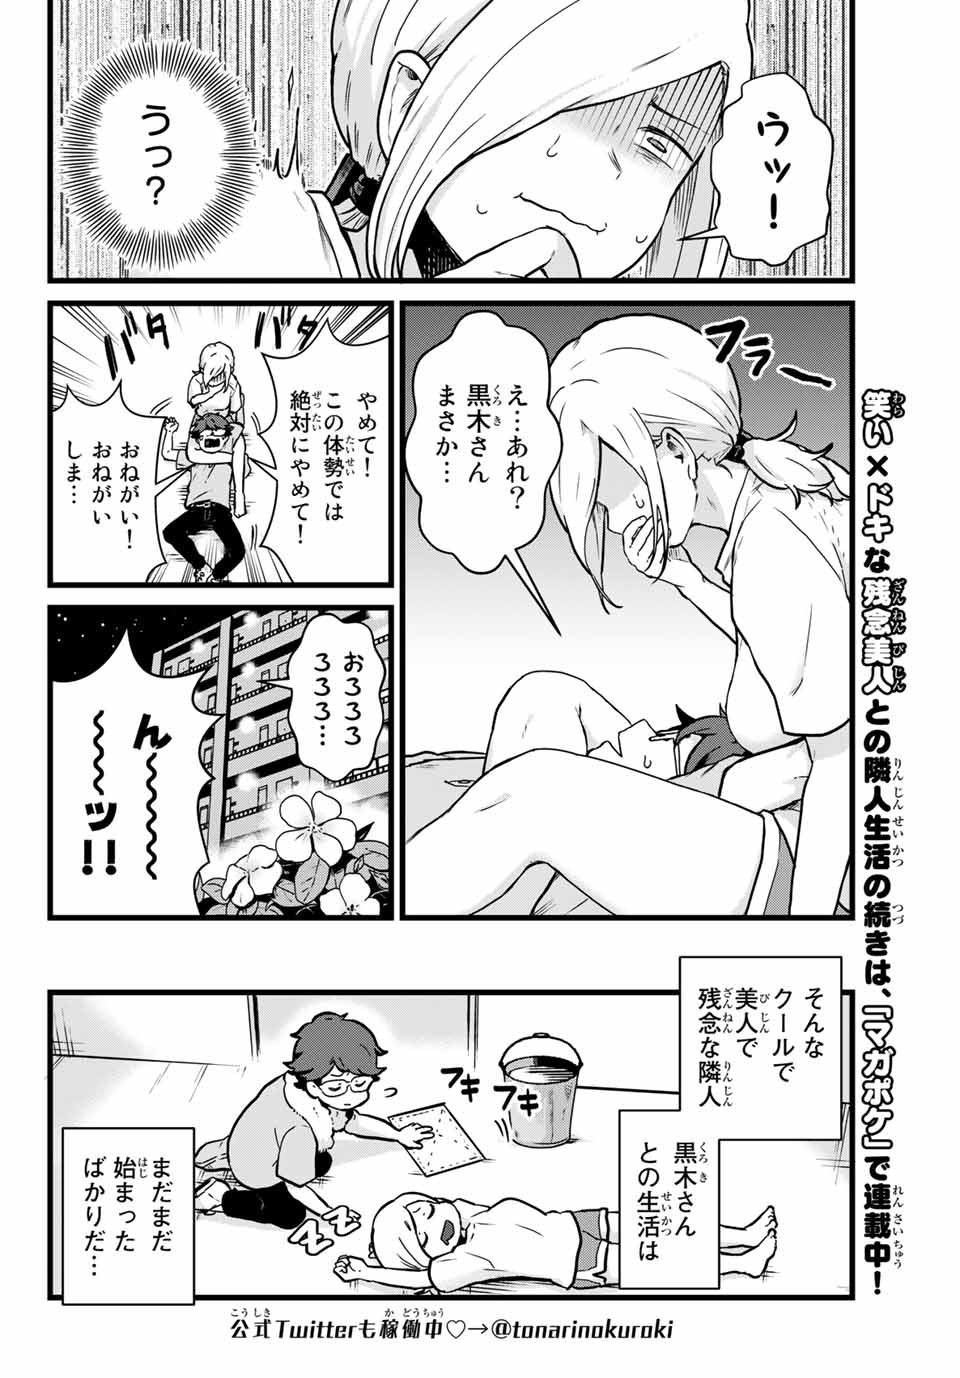 ウッ！
うっ？
フラー
え…あれ？
黒木さん
まさか…
バタ
バタ
やめて！
この体勢では
絶対にやめて！
おねがい！
おねがい
しま…
おろろろ
ろろろ…
ん〜〜
〜〜ッ！！
そんな
クールで
美人で
残念な隣人
黒木さん
との生活は
フキ
フキ
ZZZ
まだまだ
始まった
ばかりだ…
笑い×ドキな残念美人との隣人生活の続きは、「マガポケ」で連載中！
公式Twitterも稼働中♡→@tonarinokuroki